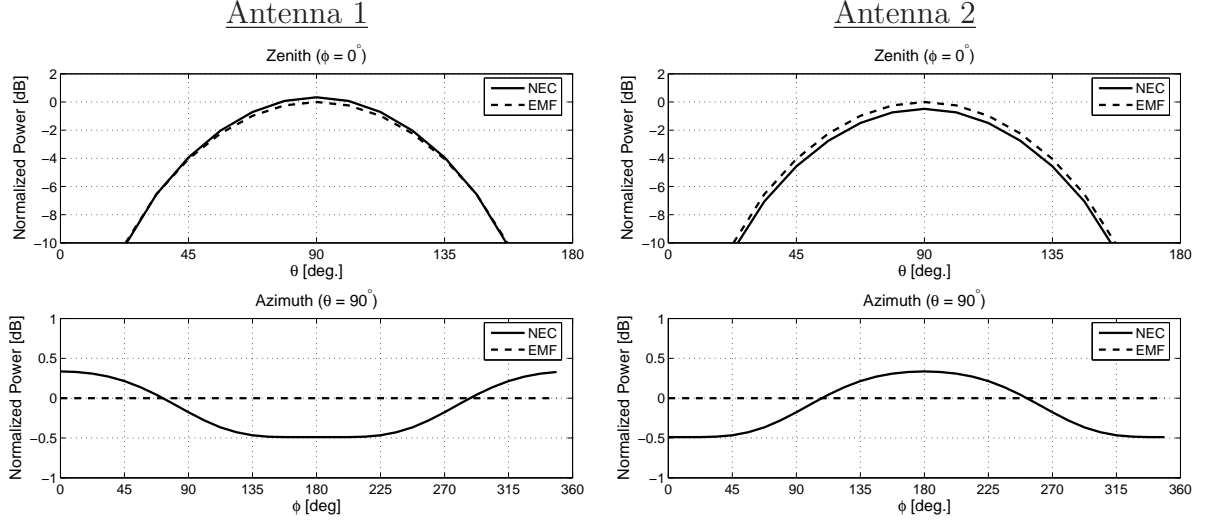 Antenna 1
Zenith (ϕ = 0°)
Normalized Power [dB]
2
0
−2
−4
−6
−8
−10
0
45
90
135
180
θ [deg.]
NEC
EMF
Azimuth (θ = 90°)
Normalized Power [dB]
1
0.5
0
−0.5
−1
0
45
90
135
180
225
270
315
360
ϕ [deg]
NEC
EMF
Antenna 2
Zenith (ϕ = 0°)
Normalized Power [dB]
2
0
−2
−4
−6
−8
−10
0
45
90
135
180
θ [deg.]
NEC
EMF
Azimuth (θ = 90°)
Normalized Power [dB]
1
0.5
0
−0.5
−1
0
45
90
135
180
225
270
315
360
ϕ [deg.]
NEC
EMF